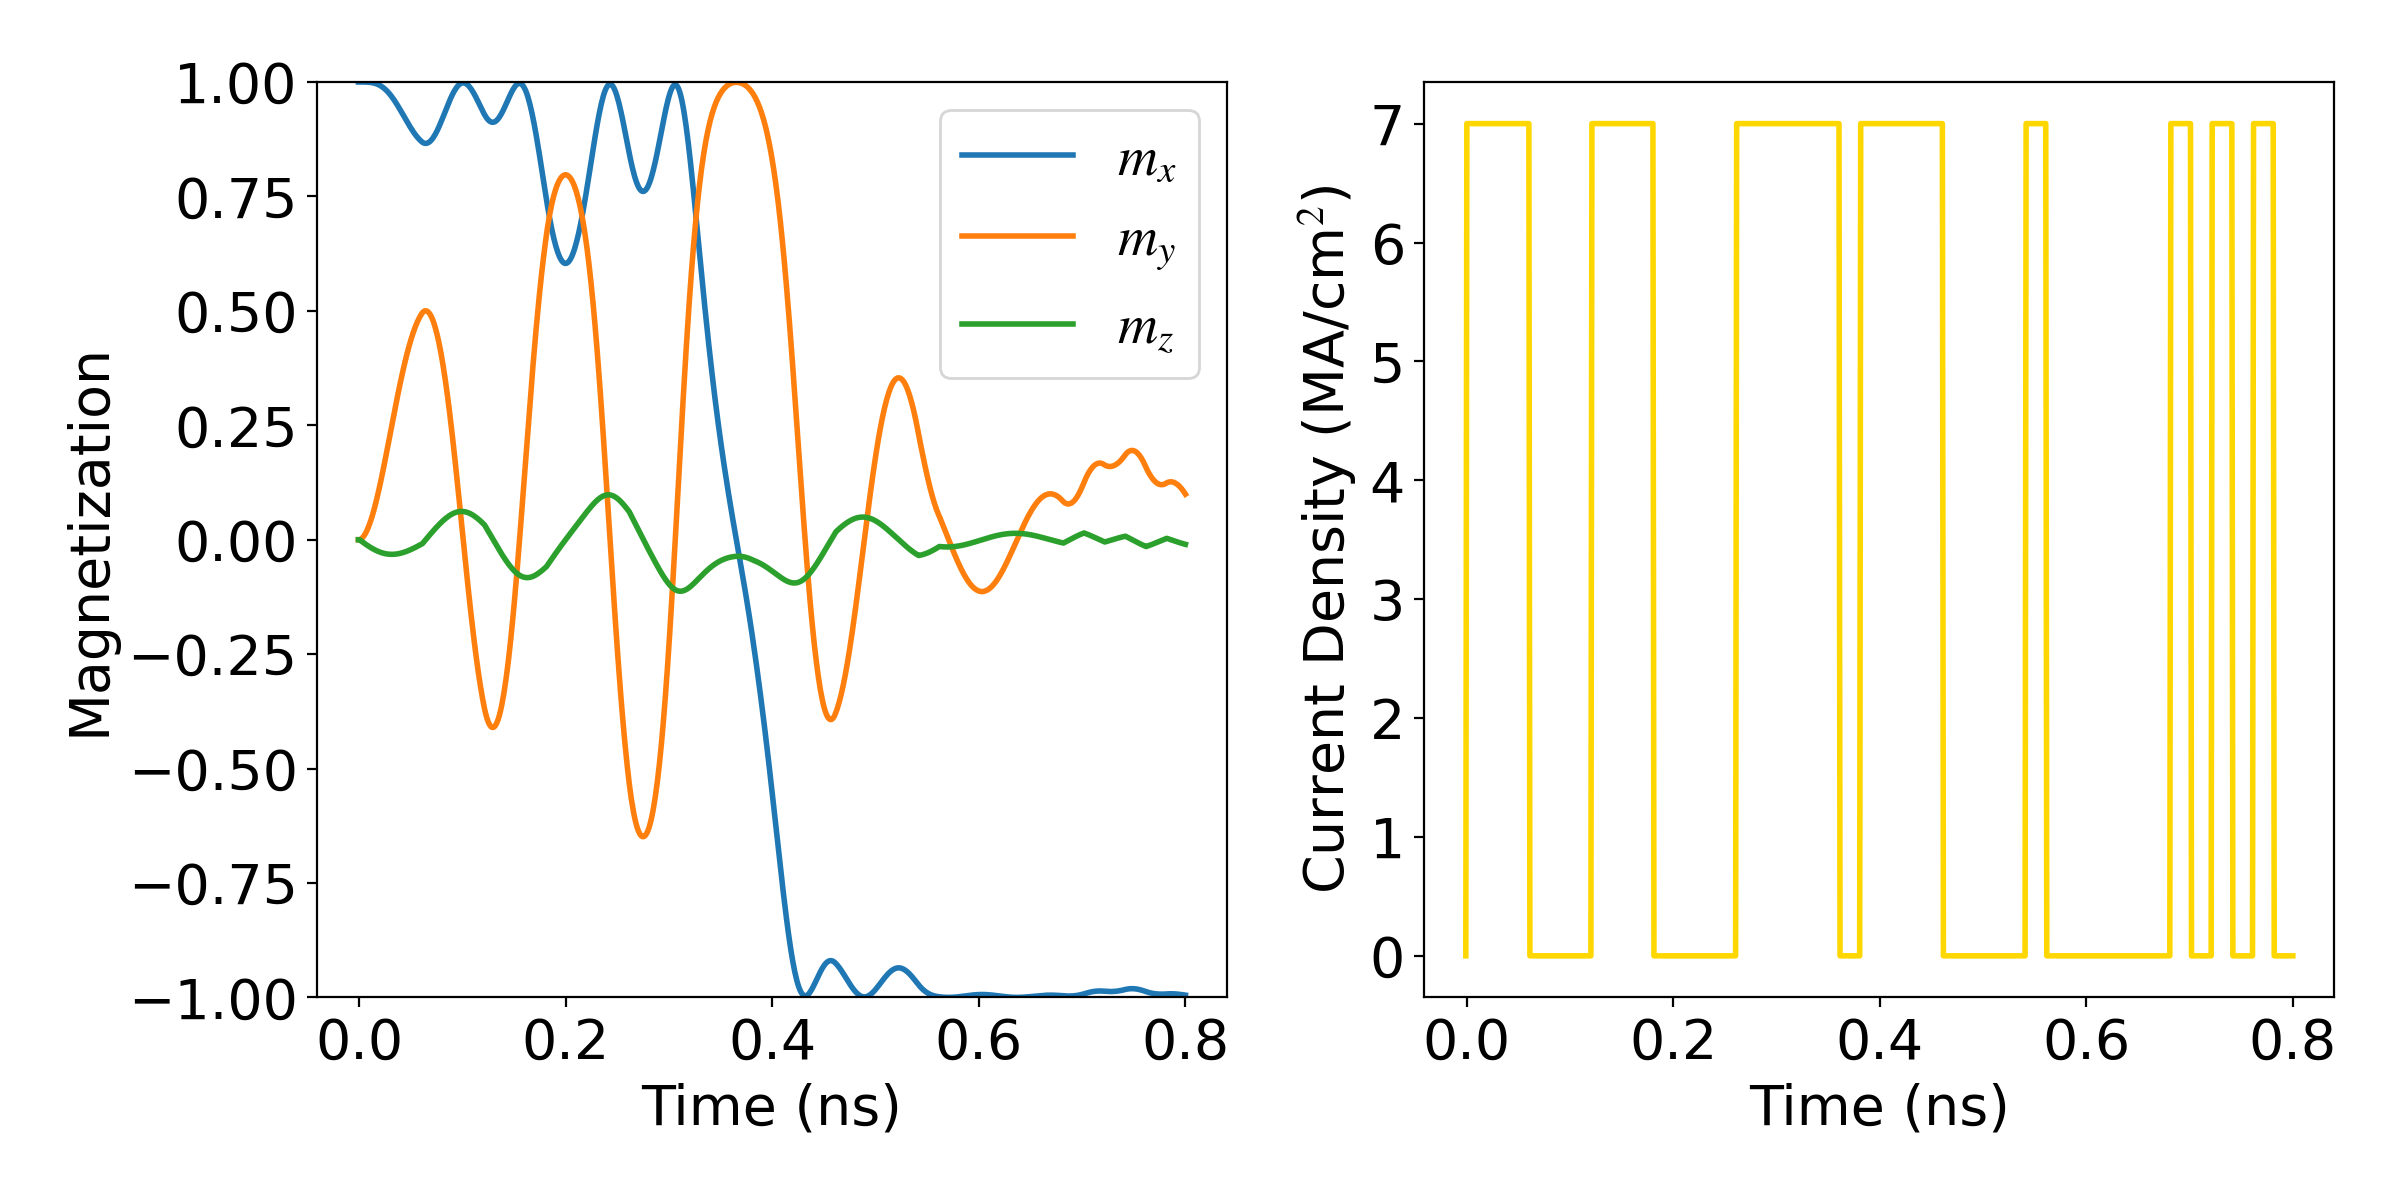 1.00
0.75
0.50
0.25
0.00
−0.25
−0.50
−0.75
−1.00
Magnetization
0.0 0.2 0.4 0.6 0.8
Time (ns)
m_x
m_y
m_z
7
6
5
4
3
2
1
0
Current Density (MA/cm²)
0.0 0.2 0.4 0.6 0.8
Time (ns)